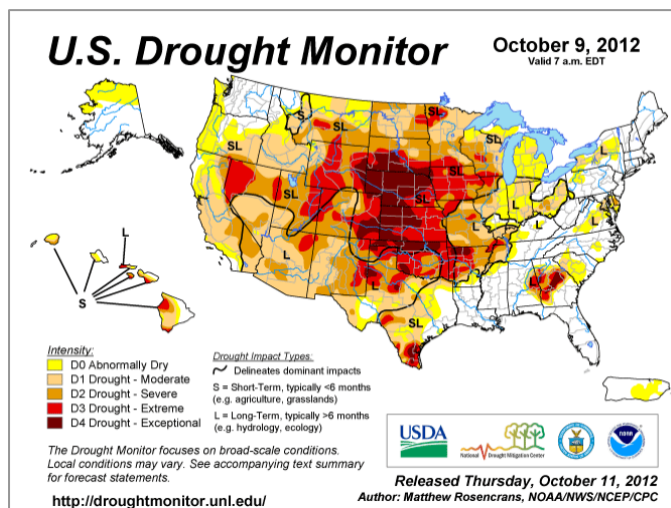 U.S. Drought Monitor
October 9, 2012
Valid 7 a.m. EDT
S
SL
SL
SL
SL
L
SL
SL
SL
L
L
L
L
L
L
L
L
SL
L
S
Intensity:
D0 Abnormally Dry
D1 Drought - Moderate
D2 Drought - Severe
D3 Drought - Extreme
D4 Drought - Exceptional
Drought Impact Types:
Delineates dominant impacts
S = Short-Term, typically <6 months
(e.g. agriculture, grasslands)
L = Long-Term, typically >6 months
(e.g. hydrology, ecology)
The Drought Monitor focuses on broad-scale conditions.
Local conditions may vary. See accompanying text summary
for forecast statements.
USDA
National Drought Mitigation Center
NOAA
http://droughtmonitor.unl.edu/
Released Thursday, October 11, 2012
Author: Matthew Rosencrans, NOAA/NWS/NCEP/CPC